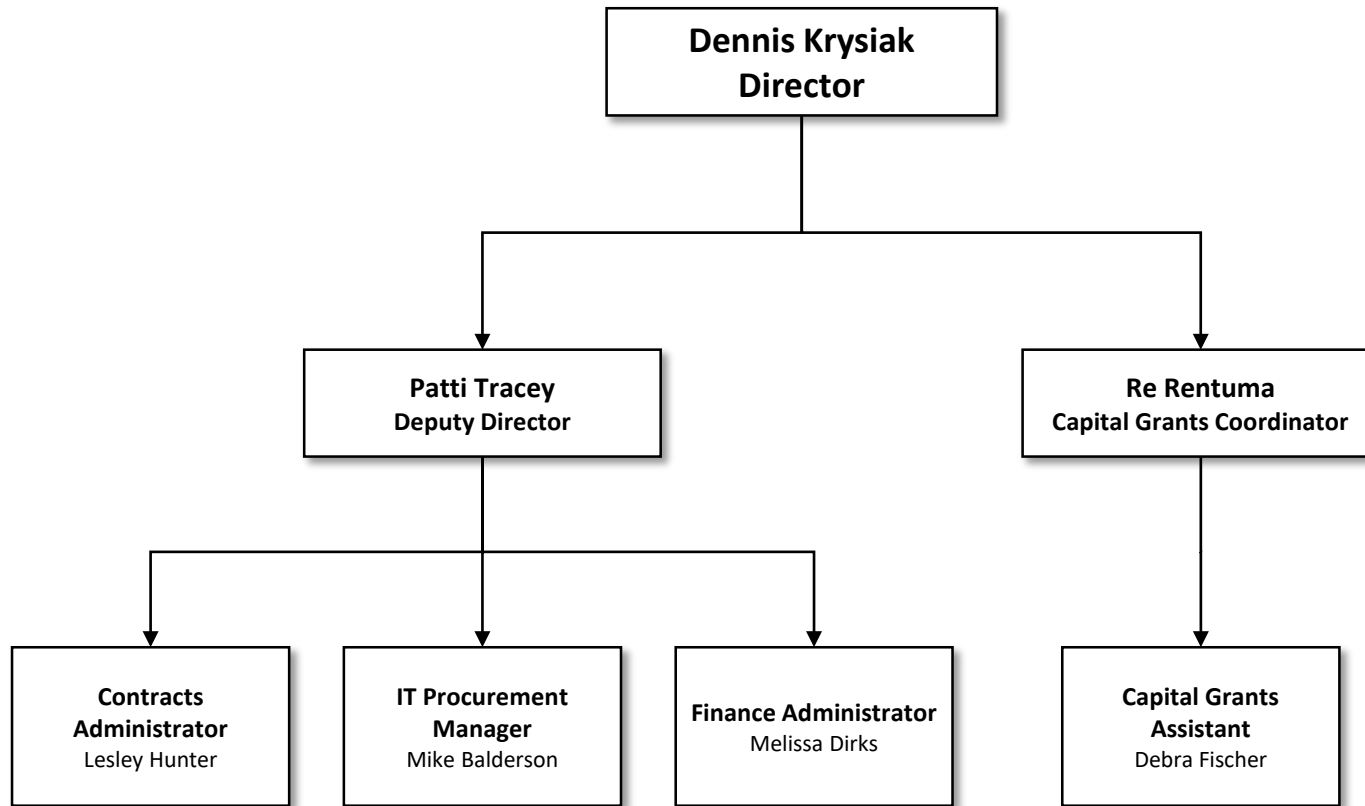 Dennis Krysiak
Director
Patti Tracey
Deputy Director
Re Rentuma
Capital Grants Coordinator
Contracts
Administrator
Lesley Hunter
IT Procurement
Manager
Mike Balderson
Finance Administrator
Melissa Dirks
Capital Grants
Assistant
Debra Fischer